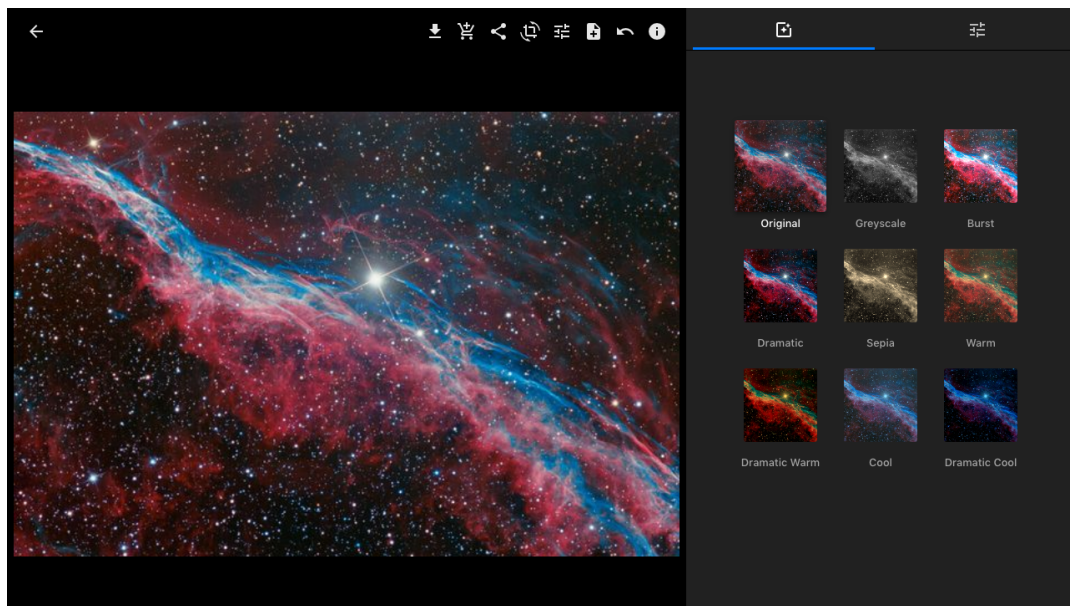 Original
Greyscale
Burst
Dramatic
Sepia
Warm
Dramatic Warm
Cool
Dramatic Cool